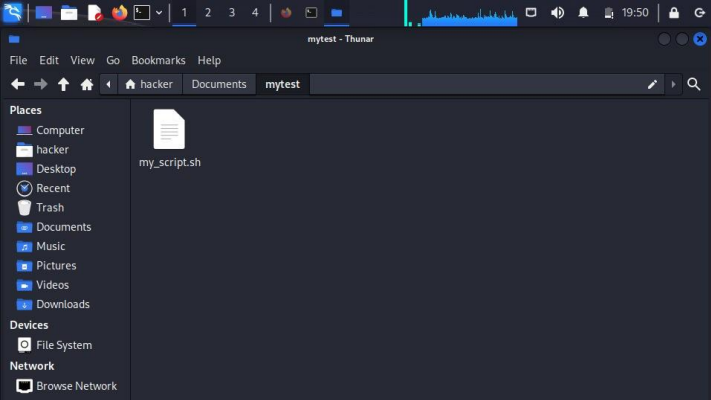 1 2 3 4 19:50
mytest - Thunar
File Edit View Go Bookmarks Help
hacker Documents mytest
Places
Computer
hacker
Desktop
Recent
Trash
Documents
Music
Pictures
Videos
Downloads
Devices
File System
Network
Browse Network
my_script.sh